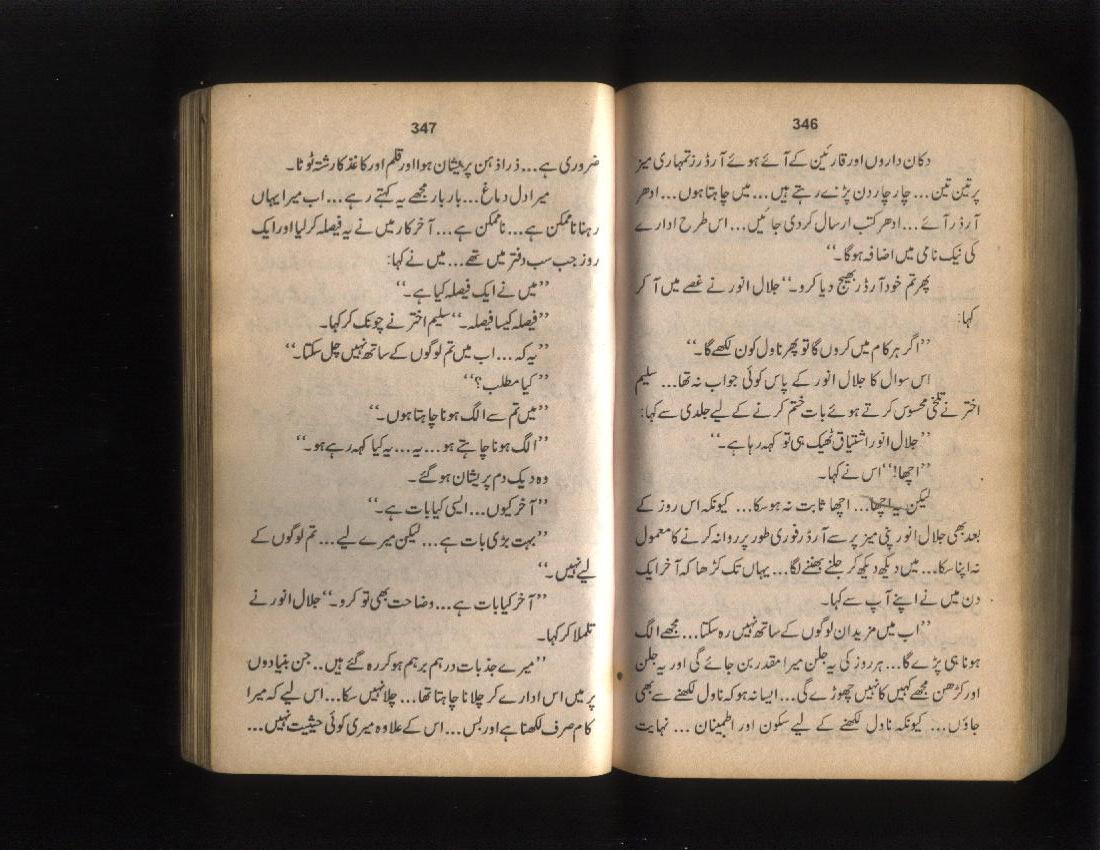 346
دکان داروں اور قارئین کے آئے ہوئے آرڈرز تمہاری میز
پر تین تین... چار چار دن پڑے رہتے ہیں... میں چاہتا ہوں... ادھر
آرڈر آئے... ادھر کتب ارسال کر دی جائیں... اس طرح ادارے
کی نیک نامی میں اضافہ ہوگا۔‘‘
پھر تم خود آرڈر بھیج دیا کرو۔‘‘ جلال انور نے غصے میں آ کر
کہا:
’’اگر ہر کام میں کروں گا تو پھر ناول کون لکھے گا۔‘‘
اس سوال کا جلال انور کے پاس کوئی جواب نہ تھا... سلیم
اختر نے تلخی محسوس کرتے ہوئے بات ختم کرنے کے لیے جلدی سے کہا:
’’جلال انور اشتیاق ٹھیک ہی تو کہہ رہا ہے۔‘‘
’’اچھا!‘‘ اس نے کہا۔
لیکن یہ اچھا... اچھا ثابت نہ ہو سکا... کیونکہ اس روز کے
بعد بھی جلال انور اپنی میز پر سے آرڈر فوری طور پر روانہ کرنے کا معمول
نہ اپنا سکا... میں دیکھ دیکھ کر جلنے بھننے لگا... یہاں تک کڑھا کہ آخر ایک
دن میں نے اپنے آپ سے کہا۔
’’اب میں مزید ان لوگوں کے ساتھ نہیں رہ سکتا... مجھے الگ
ہونا ہی پڑے گا... ہر روز کی یہ جلن میرا مقدر بن جائے گی اور یہ جلن
اور کڑھن مجھے کہیں کا نہیں چھوڑے گی... ایسا نہ ہو کہ ناول لکھنے سے بھی
جاؤں... کیونکہ ناول لکھنے کے لیے سکون اور اطمینان ... نہایت
347
ضروری ہے... ذرا ذہن پریشان ہوا اور قلم اور کاغذ کا رشتہ ٹوٹا۔
میرا دل دماغ... بار بار مجھے یہ کہتے رہے... اب میرا یہاں
رہنا ناممکن ہے... ناممکن ہے... آخر کار میں نے یہ فیصلہ کر لیا اور ایک
روز جب سب دفتر میں تھے... میں نے کہا:
’’میں نے ایک فیصلہ کیا ہے۔‘‘
’’فیصلہ کیسا فیصلہ۔‘‘ سلیم اختر نے چونک کر کہا۔
’’یہ کہ... اب میں تم لوگوں کے ساتھ نہیں چل سکتا۔‘‘
’’کیا مطلب؟‘‘
’’میں تم سے الگ ہونا چاہتا ہوں۔‘‘
’’الگ ہونا چاہتے ہو... یہ... یہ کیا کہہ رہے ہو۔‘‘
وہ دیک دم پریشان ہو گئے۔
’’آخر کیوں... ایسی کیا بات ہے۔‘‘
’’بہت بڑی بات ہے... لیکن میرے لیے... تم لوگوں کے
لیے نہیں۔‘‘
’’آخر کیا بات ہے... وضاحت بھی تو کرو۔‘‘ جلال انور نے
تلملا کر کہا۔
’’میرے جذبات درہم برہم ہو کر رہ گئے ہیں.. جن بنیادوں
پر میں اس ادارے کر چلانا چاہتا تھا... چلا نہیں سکا... اس لیے کہ میرا
کام صرف لکھنا ہے اور بس... اس کے علاوہ میری کوئی حیثیت نہیں...